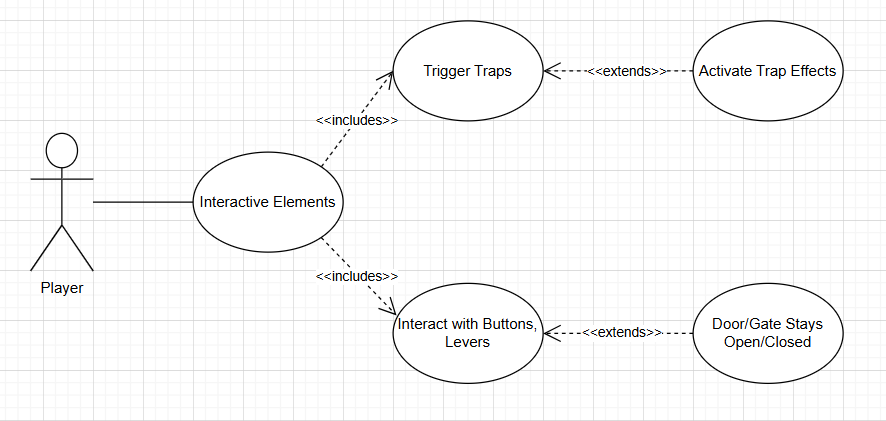 Trigger Traps
<<extends>>
Activate Trap Effects
<<includes>>
Interactive Elements
Player
<<includes>>
Interact with Buttons,
Levers
<<extends>>
Door/Gate Stays
Open/Closed